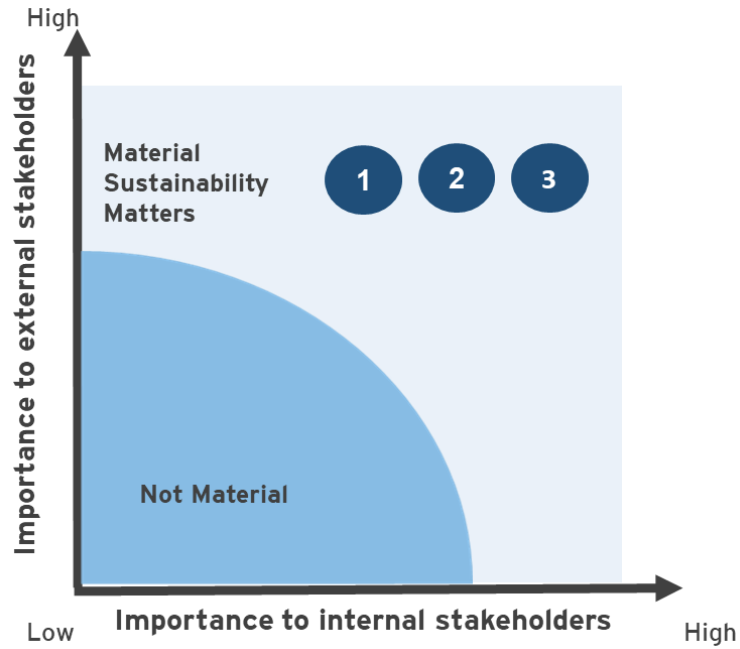 High
Importance to external stakeholders
Material
Sustainability
Matters
1
2
3
Not Material
Low
Importance to internal stakeholders
High